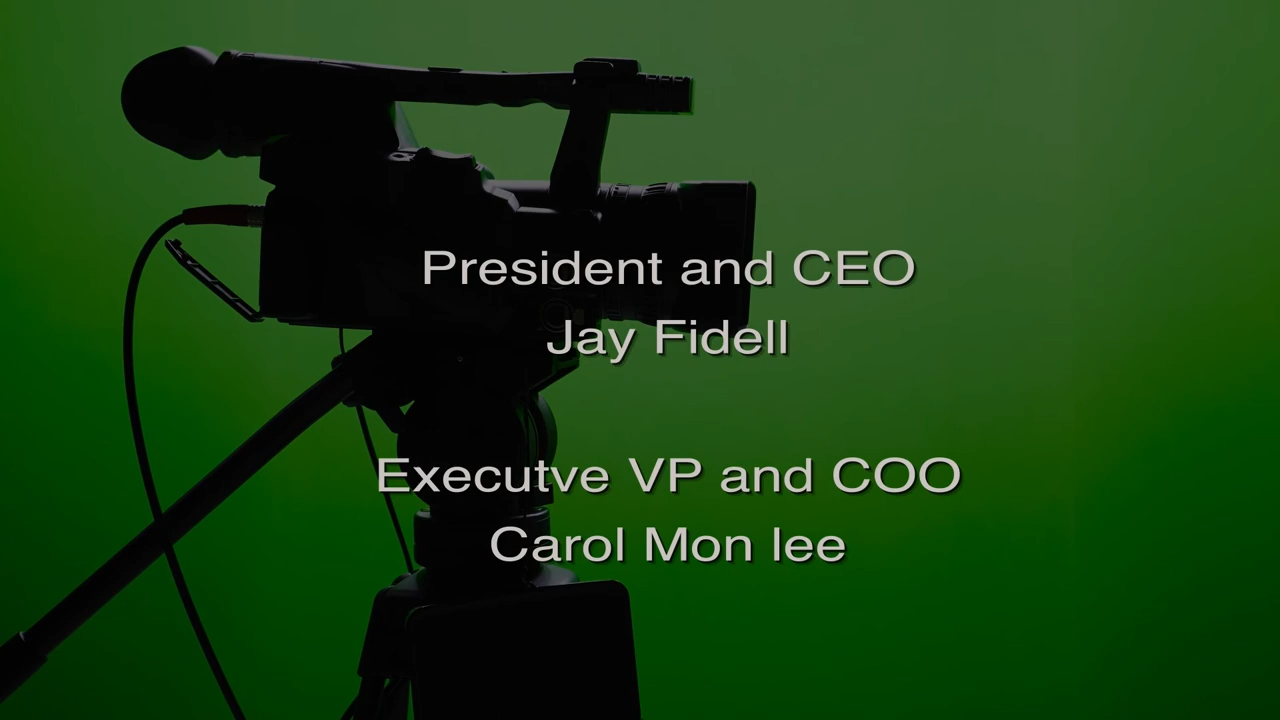 President and CEO
Jay Fidell
Executve VP and COO
Carol Mon lee